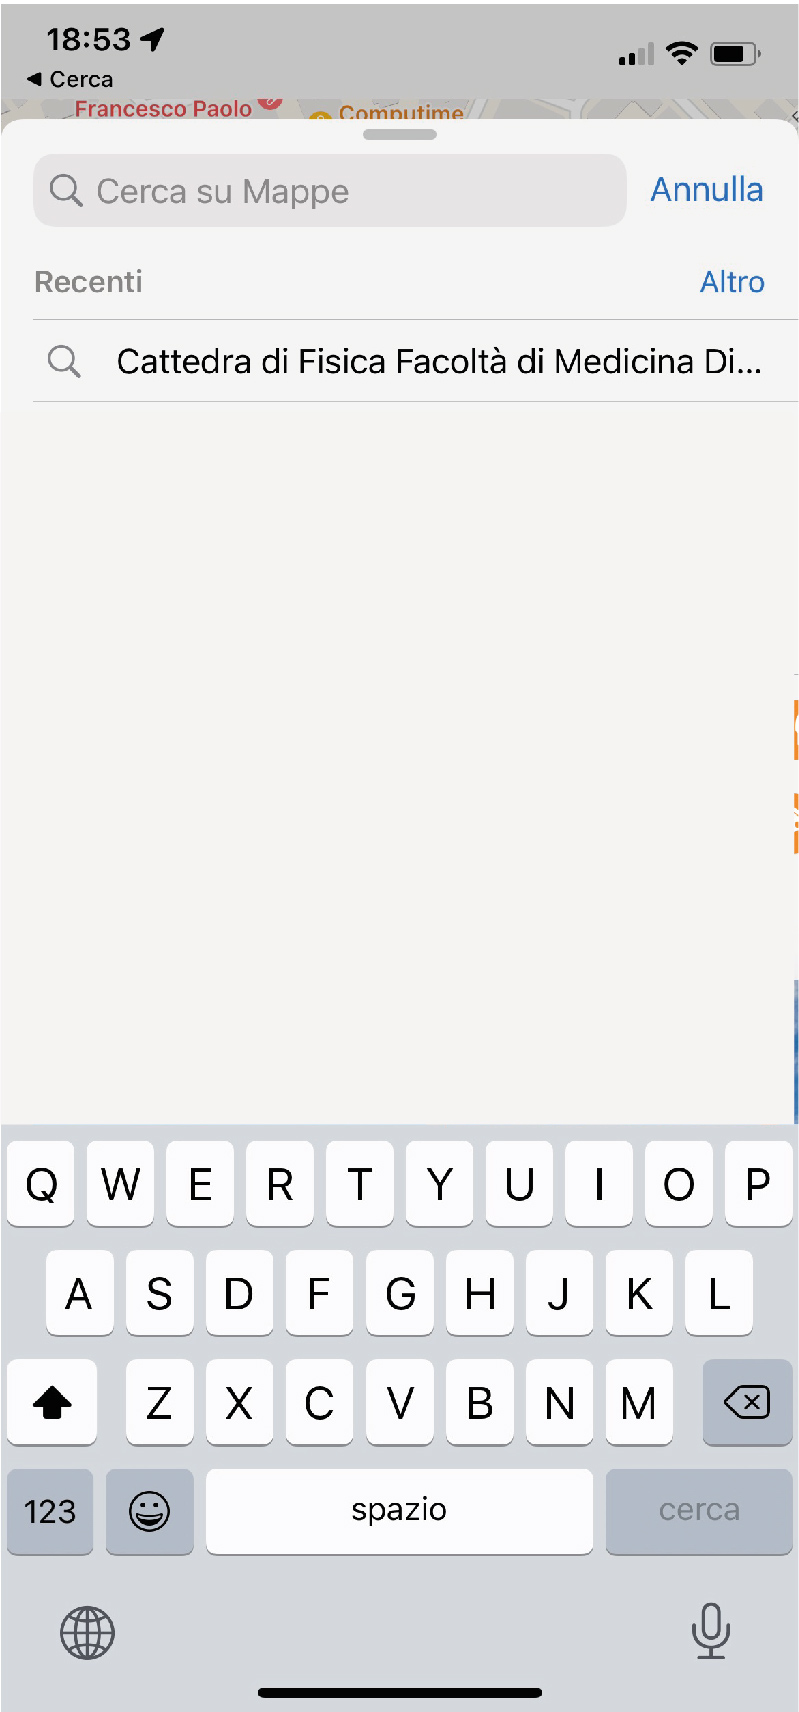 18:53
◀ Cerca
Francesco Paolo
Computime
Cerca su Mappe
Annulla
Recenti
Altro
Cattedra di Fisica Facoltà di Medicina Di...
Q W E R T Y U I O P
A S D F G H J K L
Z X C V B N M
123
spazio
cerca